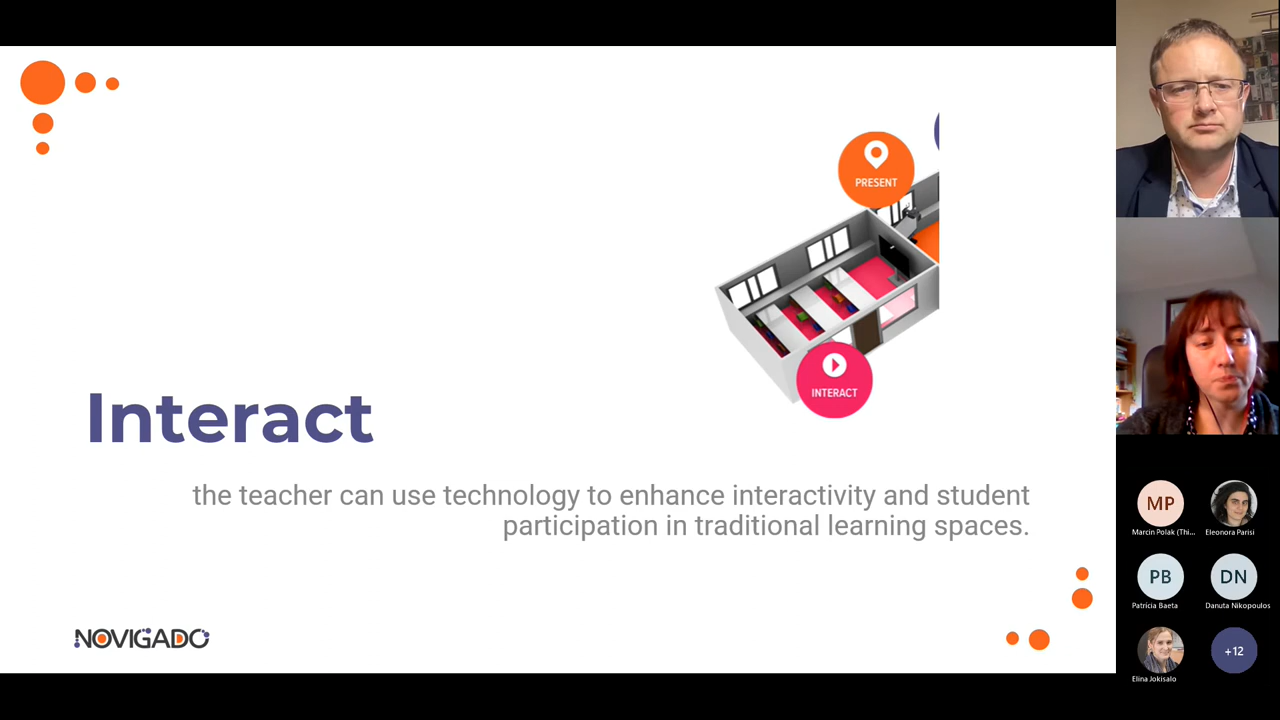 PRESENT
INTERACT
Interact
the teacher can use technology to enhance interactivity and student
participation in traditional learning spaces.
NOVIGADO
MP
Marcin Polak (Thi...
Eleonora Parisi
PB
Patrícia Baeta
DN
Danuta Nikopoulos
Elina Jokisalo
+12